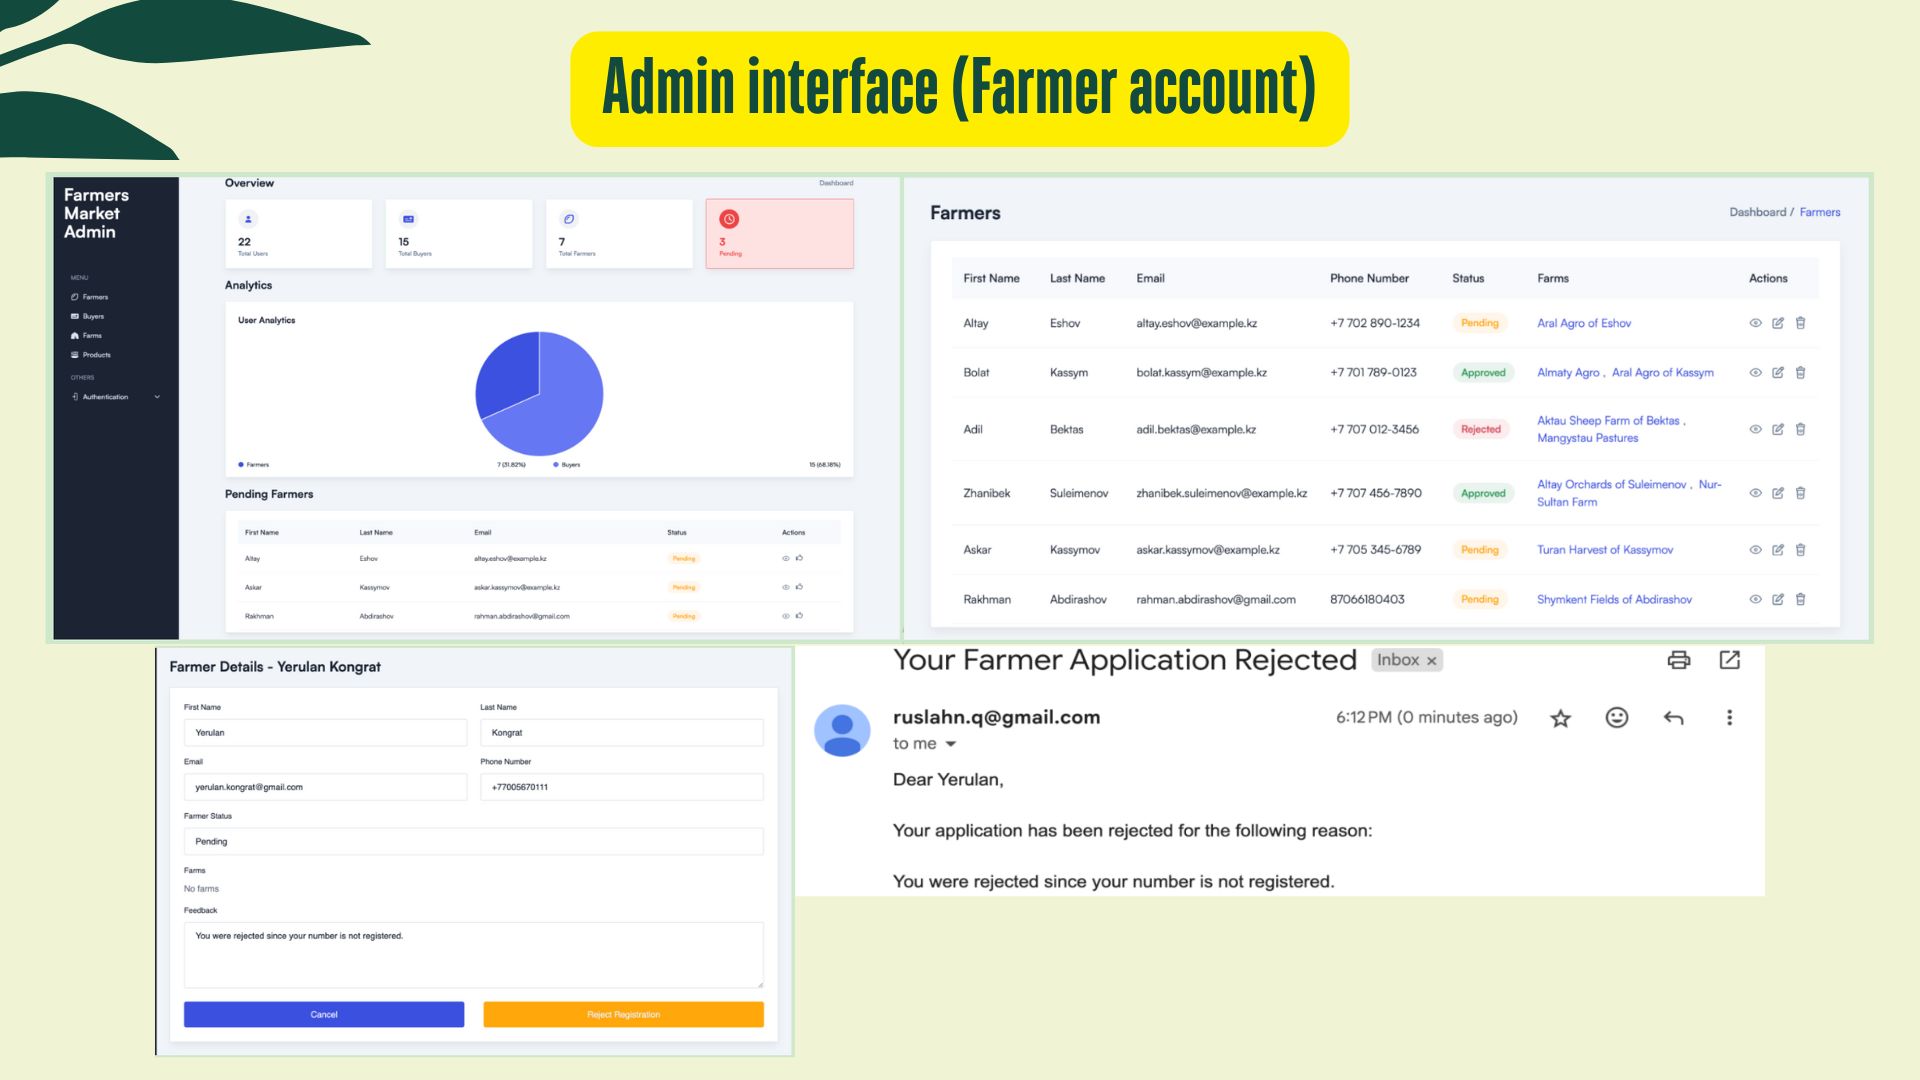 Admin interface (Farmer account)
Farmers
Market
Admin
MENU
Farmers
Buyers
Farms
Products
OTHERS
Authentication
Overview
Dashboard
22
Total Users
15
Total Buyers
7
Total Farmers
3
Pending
Analytics
User Analytics
Farmers 7 (31.82%) Buyers 15 (68.18%)
Pending Farmers
First Name Last Name Email Status Actions
Altay Eshov altay.eshov@example.kz Pending
Askar Kassymov askar.kassymov@example.kz Pending
Rakhman Abdirashov rahman.abdirashov@gmail.com Pending
Farmers
Dashboard / Farmers
First Name Last Name Email Phone Number Status Farms Actions
Altay Eshov altay.eshov@example.kz +7 702 890-1234 Pending Aral Agro of Eshov
Bolat Kassym bolat.kassym@example.kz +7 701 789-0123 Approved Almaty Agro , Aral Agro of Kassym
Adil Bektas adil.bektas@example.kz +7 707 012-3456 Rejected Aktau Sheep Farm of Bektas ,
Mangystau Pastures
Zhanibek Suleimenov zhanibek.suleimenov@example.kz +7 707 456-7890 Approved Altay Orchards of Suleimenov , Nur-
Sultan Farm
Askar Kassymov askar.kassymov@example.kz +7 705 345-6789 Pending Turan Harvest of Kassymov
Rakhman Abdirashov rahman.abdirashov@gmail.com 87066180403 Pending Shymkent Fields of Abdirashov
Farmer Details - Yerulan Kongrat
First Name Last Name
Yerulan Kongrat
Email Phone Number
yerulan.kongrat@gmail.com +77005670111
Farmer Status
Pending
Farms
No farms
Feedback
You were rejected since your number is not registered.
Cancel Reject Registration
Your Farmer Application Rejected Inbox x
ruslahn.q@gmail.com 6:12 PM (0 minutes ago)
to me
Dear Yerulan,
Your application has been rejected for the following reason:
You were rejected since your number is not registered.